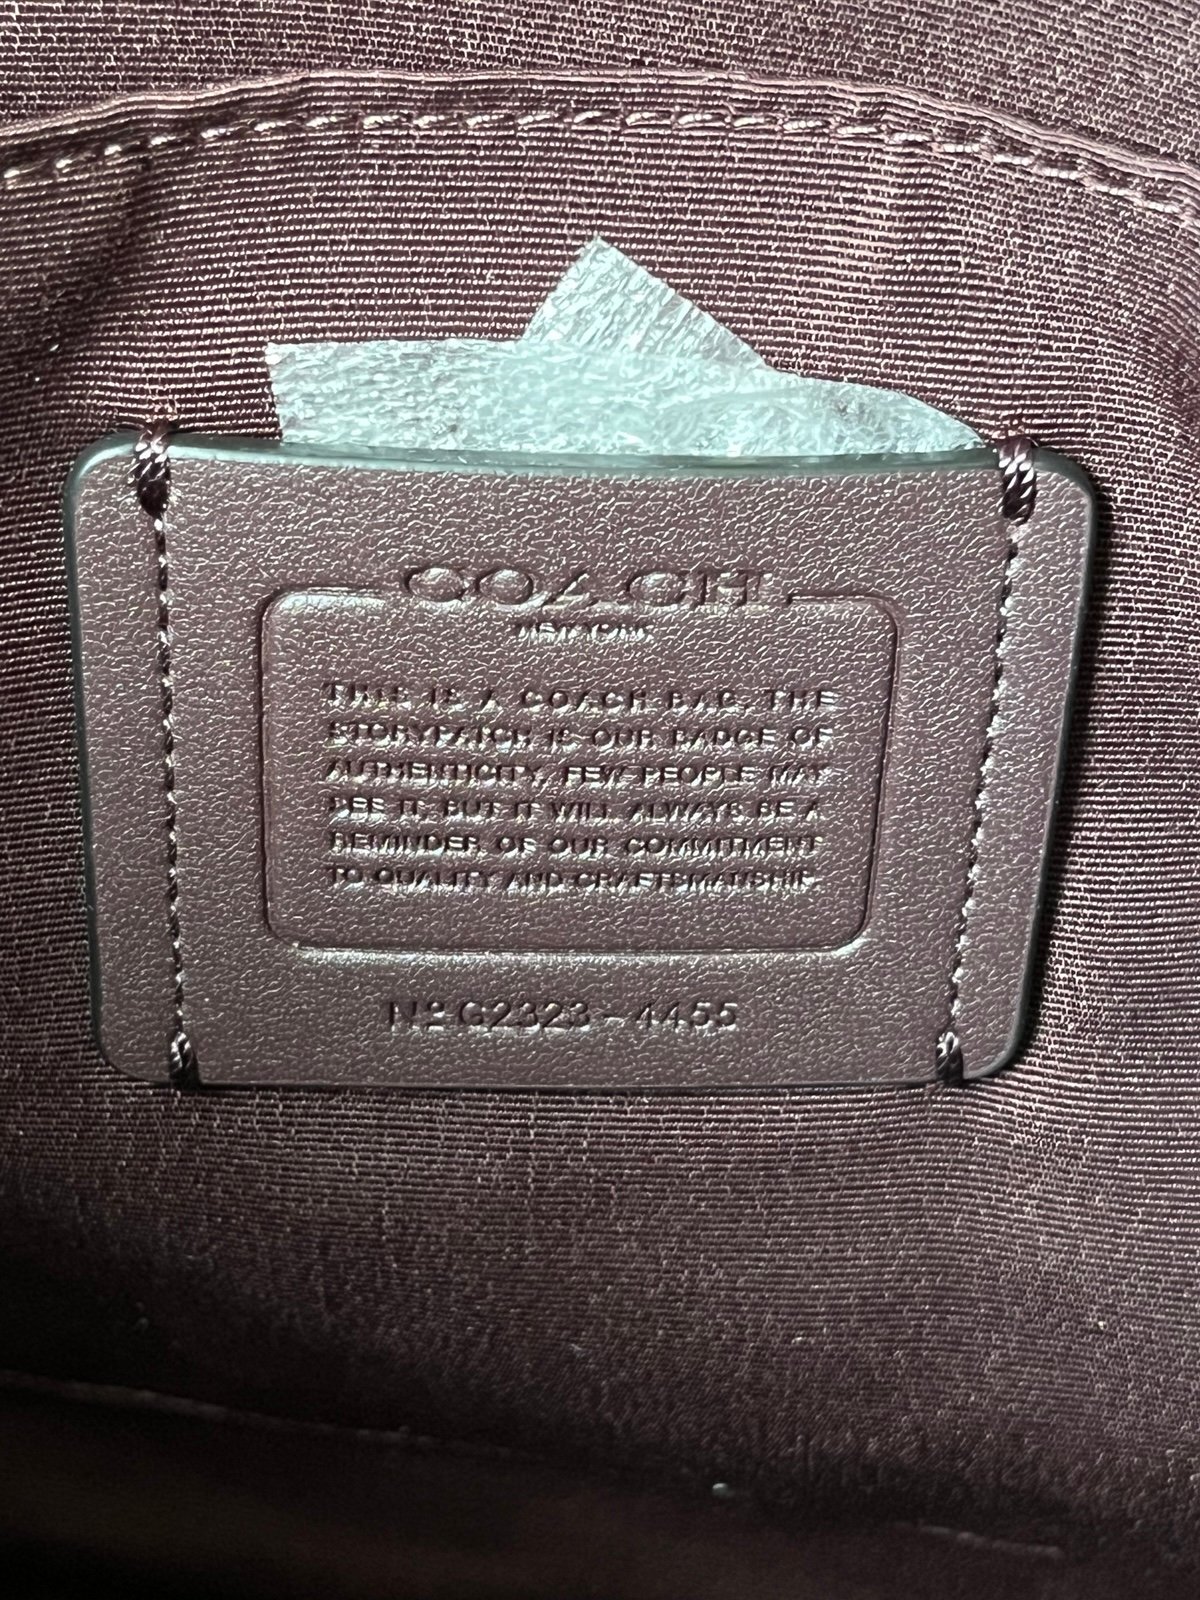 COACH
NEW YORK
THIS IS A COACH BAG. THE
STORYPATCH IS OUR BADGE OF
AUTHENTICITY. FEW PEOPLE MAY
SEE IT, BUT IT WILL ALWAYS BE A
REMINDER OF OUR COMMITMENT
TO QUALITY AND CRAFTSMANSHIP.
Nº G2323-4455